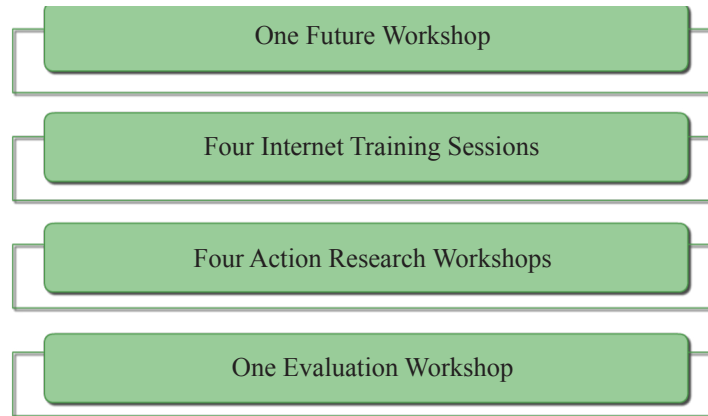 One Future Workshop
Four Internet Training Sessions
Four Action Research Workshops
One Evaluation Workshop